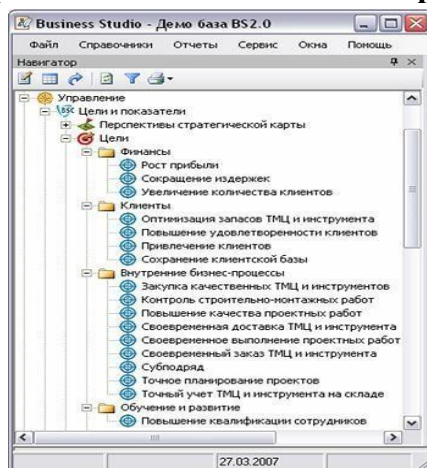 Business Studio - Демо база BS2.0
Файл Справочники Отчеты Сервис Окна Помощь
Навигатор
Управление
BSC Цели и показатели
Перспективы стратегической карты
Цели
Финансы
Рост прибыли
Сокращение издержек
Увеличение количества клиентов
Клиенты
Оптимизация запасов ТМЦ и инструмента
Повышение удовлетворенности клиентов
Привлечение клиентов
Сохранение клиентской базы
Внутренние бизнес-процессы
Закупка качественных ТМЦ и инструментов
Контроль строительно-монтажных работ
Повышение качества проектных работ
Своевременная доставка ТМЦ и инструмента
Своевременное выполнение проектных работ
Своевременный заказ ТМЦ и инструмента
Субподряд
Точное планирование проектов
Точный учет ТМЦ и инструмента на складе
Обучение и развитие
Повышение квалификации сотрудников
27.03.2007